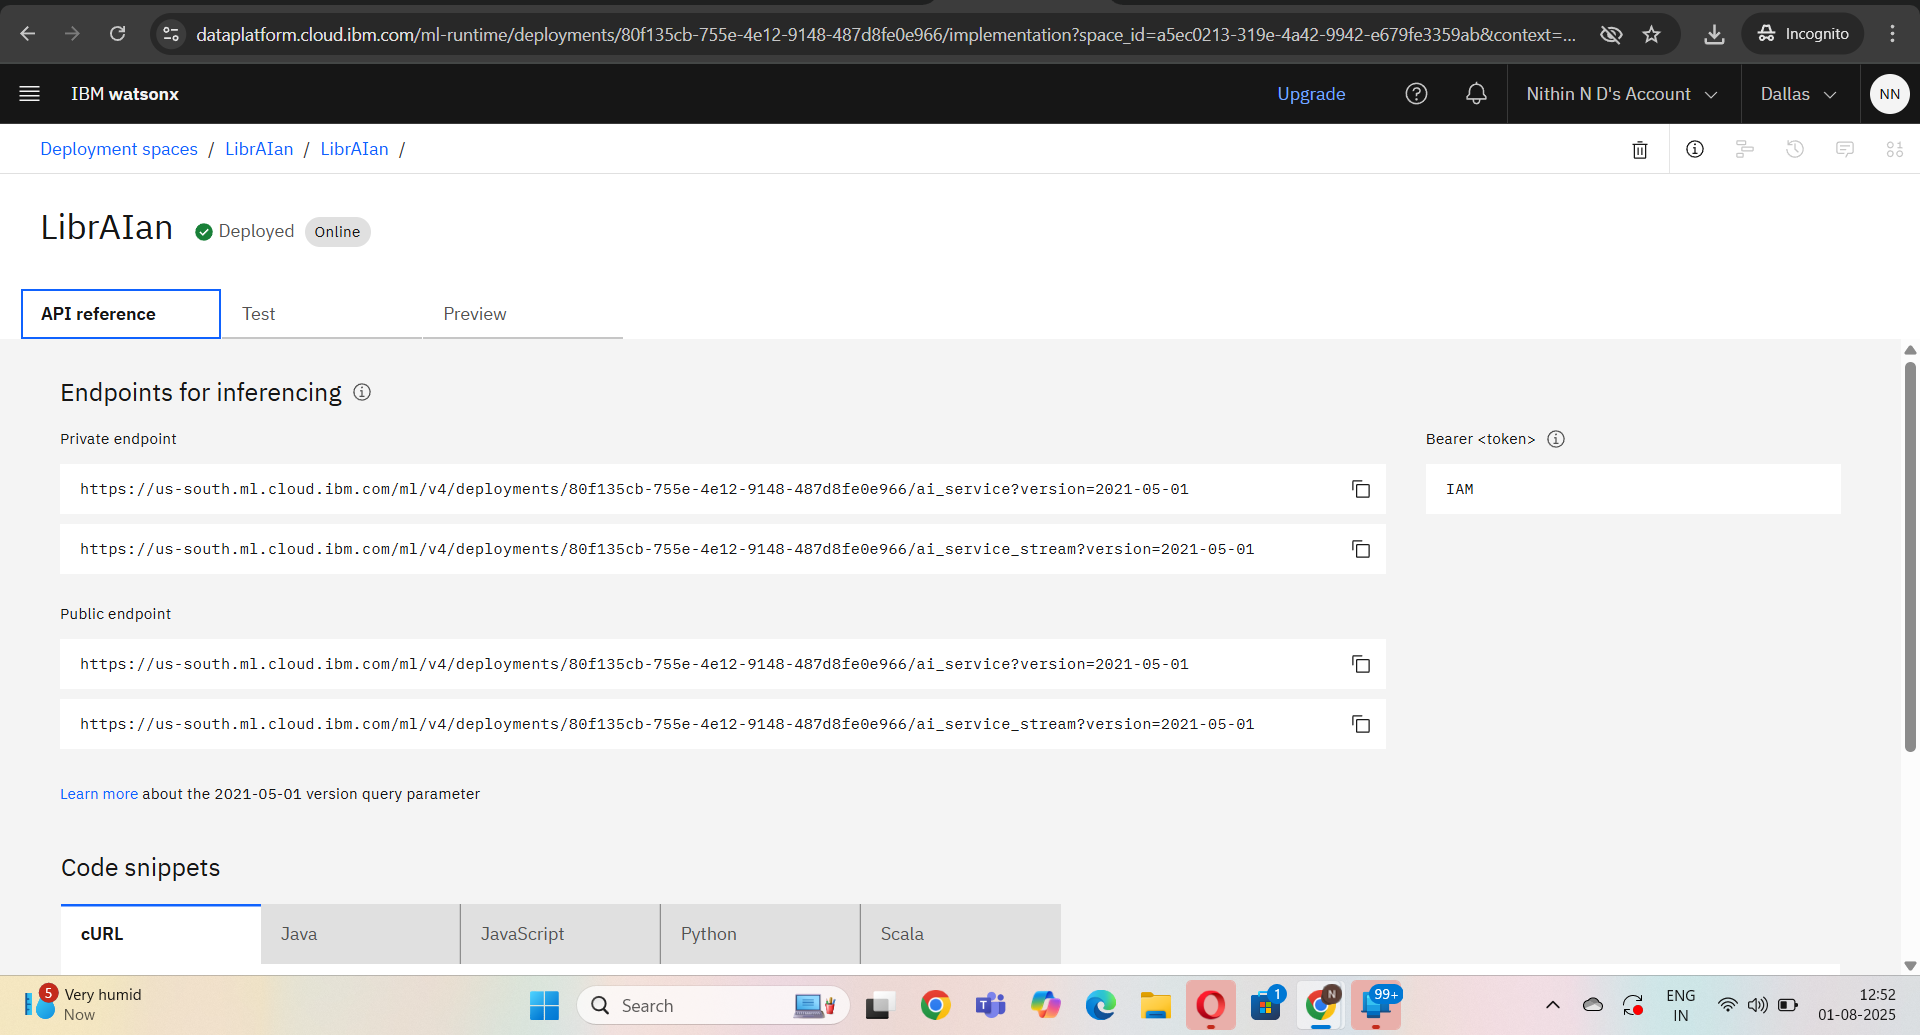 dataplatform.cloud.ibm.com/ml-runtime/deployments/80f135cb-755e-4e12-9148-487d8fe0e966/implementation?space_id=a5ec0213-319e-4a42-9942-e679fe3359ab&context=...
Incognito
IBM watsonx
Upgrade
Nithin N D's Account
Dallas
NN
Deployment spaces / LibrAIan / LibrAIan /
LibrAIan
Deployed
Online
API reference
Test
Preview
Endpoints for inferencing
Private endpoint
Bearer <token>
https://us-south.ml.cloud.ibm.com/ml/v4/deployments/80f135cb-755e-4e12-9148-487d8fe0e966/ai_service?version=2021-05-01
IAM
https://us-south.ml.cloud.ibm.com/ml/v4/deployments/80f135cb-755e-4e12-9148-487d8fe0e966/ai_service_stream?version=2021-05-01
Public endpoint
https://us-south.ml.cloud.ibm.com/ml/v4/deployments/80f135cb-755e-4e12-9148-487d8fe0e966/ai_service?version=2021-05-01
https://us-south.ml.cloud.ibm.com/ml/v4/deployments/80f135cb-755e-4e12-9148-487d8fe0e966/ai_service_stream?version=2021-05-01
Learn more about the 2021-05-01 version query parameter
Code snippets
cURL
Java
JavaScript
Python
Scala
5
Very humid
Now
Search
1
N
99+
ENG
IN
12:52
01-08-2025